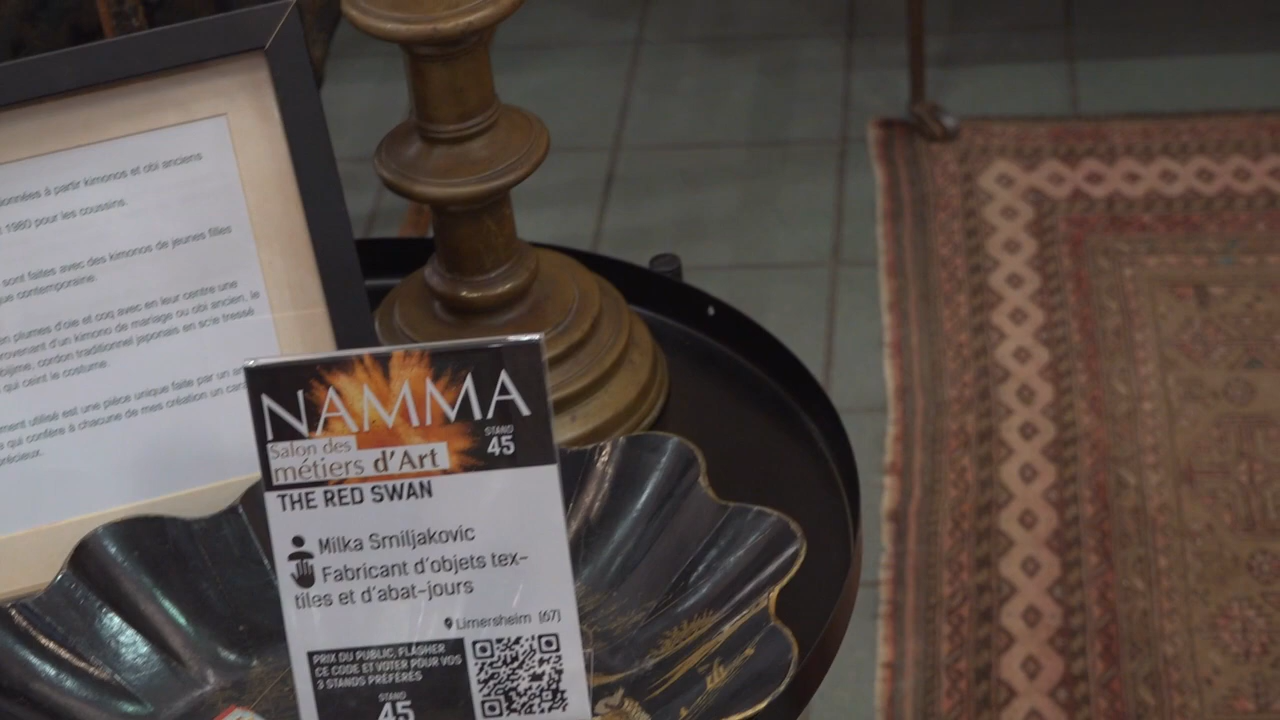 ionnées à partir kimonos et obi anciens
1980 pour les coussins.
sont faites avec des kimonos de jeunes filles
que contemporaine.
en plumes d'oie et coq avec en leur centre une
rovenant d'un kimono de mariage ou obi ancien, le
bijime, cordon traditionnel japonais en soie tressé
qui ceint le costume.
ment utilisé est une pièce unique faite par un
qui confère à chacune de mes création un
précieux.
NAMMA
Salon des
métiers d'Art
STAND
45
THE RED SWAN
Milka Smiljakovic
Fabricant d'objets tex-
tiles et d'abat-jours
Limersheim (67)
PRIX DU PUBLIC, FLASHER
CE CODE ET VOTER POUR VOS
3 STANDS PRÉFÉRÉS
STAND
45